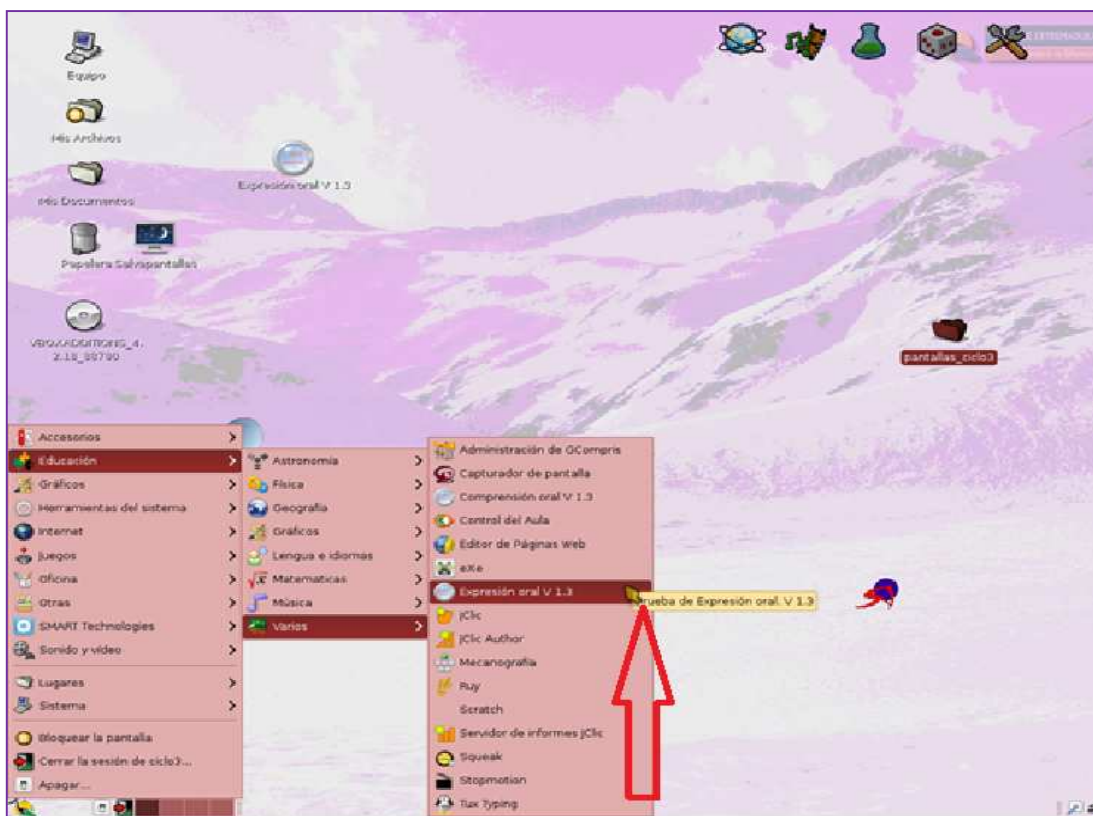 Equipo
Mis Archivos
Expresión oral V 1.3
Mis Documentos
Papelera Salvapantallas
VBOXADDITIONS_4.
pantallas_ciclo3
Accesorios
Educación
Gráficos
Herramientas del sistema
Internet
Juegos
Oficina
Otras
SMART Technologies
Sonido y vídeo
Lugares
Sistema
Bloquear la pantalla
Cerrar la sesión de ciclo3...
Apagar...
Astronomía
Física
Geografía
Gráficos
Lengua e idiomas
Matematicas
Música
Varios
Administración de GCompris
Capturador de pantalla
Comprensión oral V 1.3
Control del Aula
Editor de Páginas Web
eXe
Expresión oral V 1.3
Prueba de Expresión oral. V 1.3
JClic
JClic Author
Mecanografía
Ruy
Scratch
Servidor de informes JClic
Squeak
Stopmotion
Tux Typing